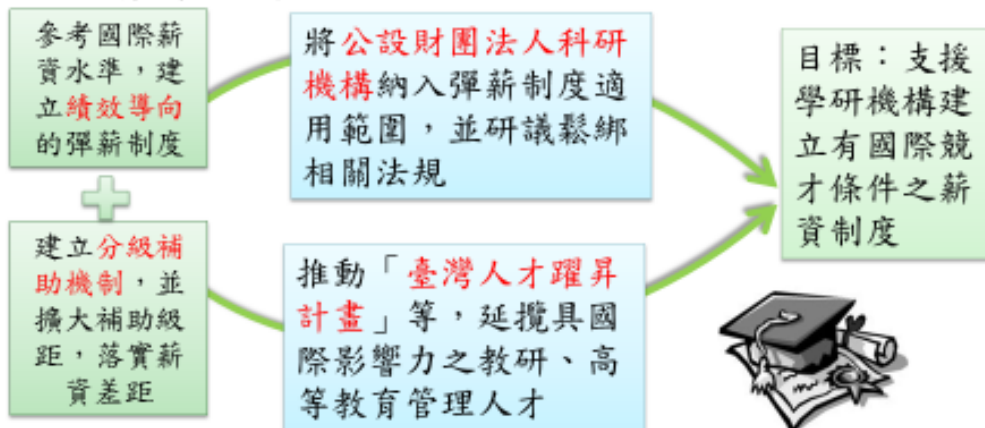 參考國際薪
資水準，建
立績效導向
的彈薪制度
建立分級補
助機制，並
擴大補助級
距，落實薪
資差距
將公設財團法人科研
機構納入彈薪制度適
用範圍，並研議鬆綁
相關法規
推動「臺灣人才躍昇
計畫」等，延攬具國
際影響力之教研、高
等教育管理人才
目標：支援
學研機構建
立有國際競
才條件之薪
資制度